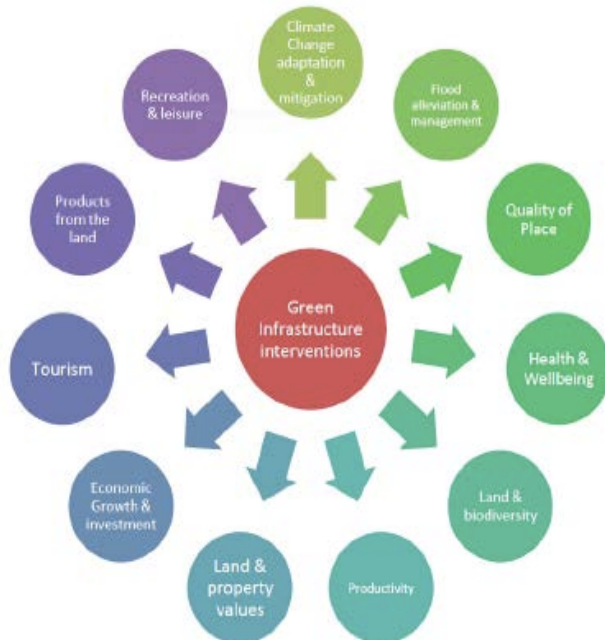 Climate
Change
adaptation
&
mitigation
Flood
alleviation &
management
Quality of
Place
Health &
Wellbeing
Land &
biodiversity
Productivity
Land &
property
values
Economic
Growth &
investment
Tourism
Products
from the
land
Recreation
& leisure
Green
Infrastructure
interventions